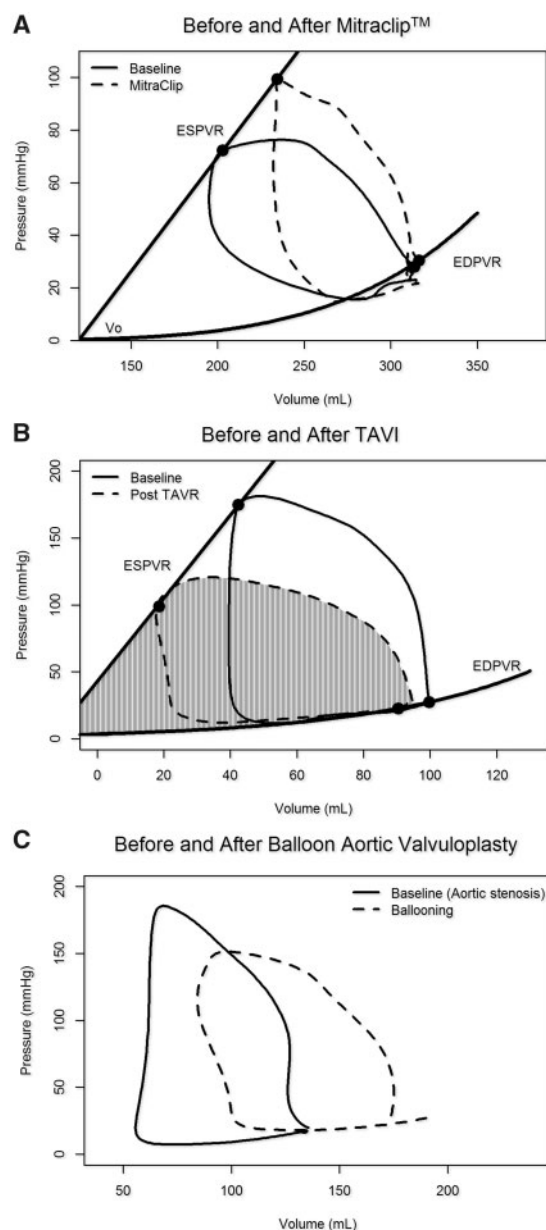 A
Before and After Mitraclip™
Baseline
MitraClip
ESPVR
EDPVR
Vo
Pressure (mmHg)
0
20
40
60
80
100
150
200
250
300
350
Volume (mL)
B
Before and After TAVI
Baseline
Post TAVR
ESPVR
EDPVR
Pressure (mmHg)
0
50
100
150
200
0
20
40
60
80
100
120
Volume (mL)
C
Before and After Balloon Aortic Valvuloplasty
Baseline (Aortic stenosis)
Ballooning
Pressure (mmHg)
0
50
100
150
200
50
100
150
200
Volume (mL)